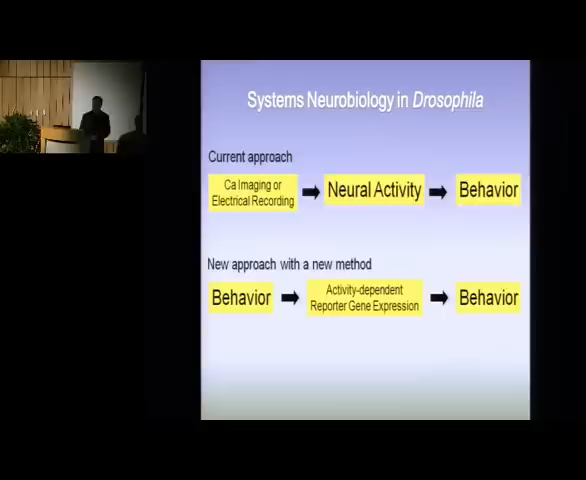 Systems Neurobiology in Drosophila
Current approach
Ca Imaging or
Electrical Recording
Neural Activity
Behavior
New approach with a new method
Behavior
Activity-dependent
Reporter Gene Expression
Behavior